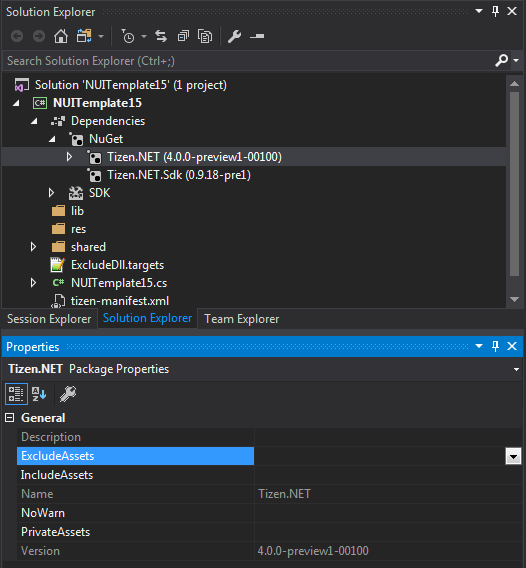 Solution Explorer
Search Solution Explorer (Ctrl+;)
Solution 'NUITemplate15' (1 project)
C# NUITemplate15
Dependencies
NuGet
Tizen.NET (4.0.0-preview1-00100)
Tizen.NET.Sdk (0.9.18-pre1)
SDK
lib
res
shared
ExcludeDll.targets
C# NUITemplate15.cs
tizen-manifest.xml
Session Explorer Solution Explorer Team Explorer
Properties
Tizen.NET Package Properties
General
Description
ExcludeAssets
IncludeAssets
Name Tizen.NET
NoWarn
PrivateAssets
Version 4.0.0-preview1-00100